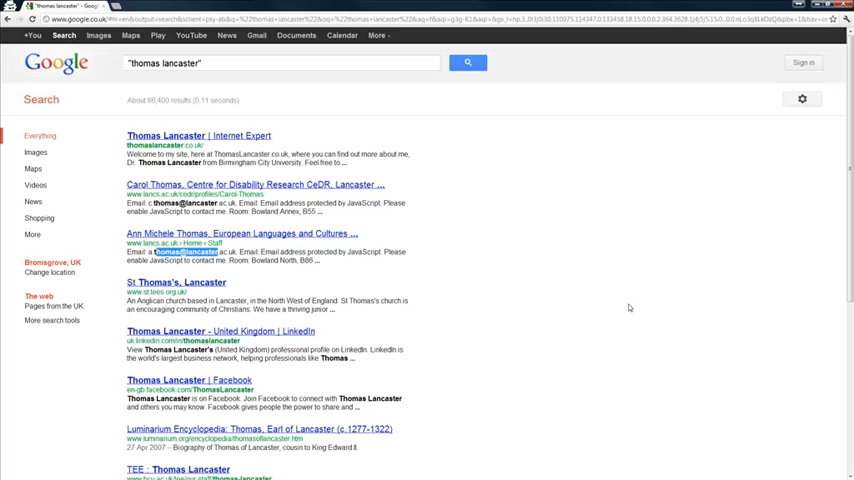 "thomas lancaster" - Google
+You Search Images Maps Play YouTube News Gmail Documents Calendar More
Google
"thomas lancaster"
Sign in
Search
About 86,400 results (0.11 seconds)
Everything
Images
Maps
Videos
News
Shopping
More
Bromsgrove, UK
Change location
The web
Pages from the UK
More search tools
Thomas Lancaster | Internet Expert
thomaslancaster.co.uk/
Welcome to my site, here at ThomasLancaster.co.uk, where you can find out more about me,
Dr. Thomas Lancaster from Birmingham City University. Feel free to ...
Carol Thomas, Centre for Disability Research CeDR, Lancaster ...
www.lancs.ac.uk/cedr/profiles/Carol-Thomas
Email: c.thomas@lancaster.ac.uk. Email: Email address protected by JavaScript. Please
enable JavaScript to contact me. Room: Bowland Annex, B55 ...
Ann Michele Thomas, European Languages and Cultures ...
www.lancs.ac.uk › Home › Staff
Email: a.thomas@lancaster.ac.uk. Email: Email address protected by JavaScript. Please
enable JavaScript to contact me. Room: Bowland North, B86 ...
St Thomas's, Lancaster
www.st.tees.org.uk/
An Anglican church based in Lancaster, in the North West of England. St Thomas's church is
an encouraging community of Christians. We have a thriving junior ...
Thomas Lancaster - United Kingdom | LinkedIn
uk.linkedin.com/in/thomaslancaster
View Thomas Lancaster's (United Kingdom) professional profile on LinkedIn. LinkedIn is
the world's largest business network, helping professionals like Thomas ...
Thomas Lancaster | Facebook
en-gb.facebook.com/ThomasLancaster
Thomas Lancaster is on Facebook. Join Facebook to connect with Thomas Lancaster
and others you may know. Facebook gives people the power to share and ...
Luminarium Encyclopedia: Thomas, Earl of Lancaster (c.1277-1322)
www.luminarium.org/encyclopedia/thomasoflancaster.htm
27 Apr 2007 – Biography of Thomas of Lancaster, cousin to King Edward II.
TEE : Thomas Lancaster
www.bcu.ac.uk/tee/our-staff/thomas-lancaster